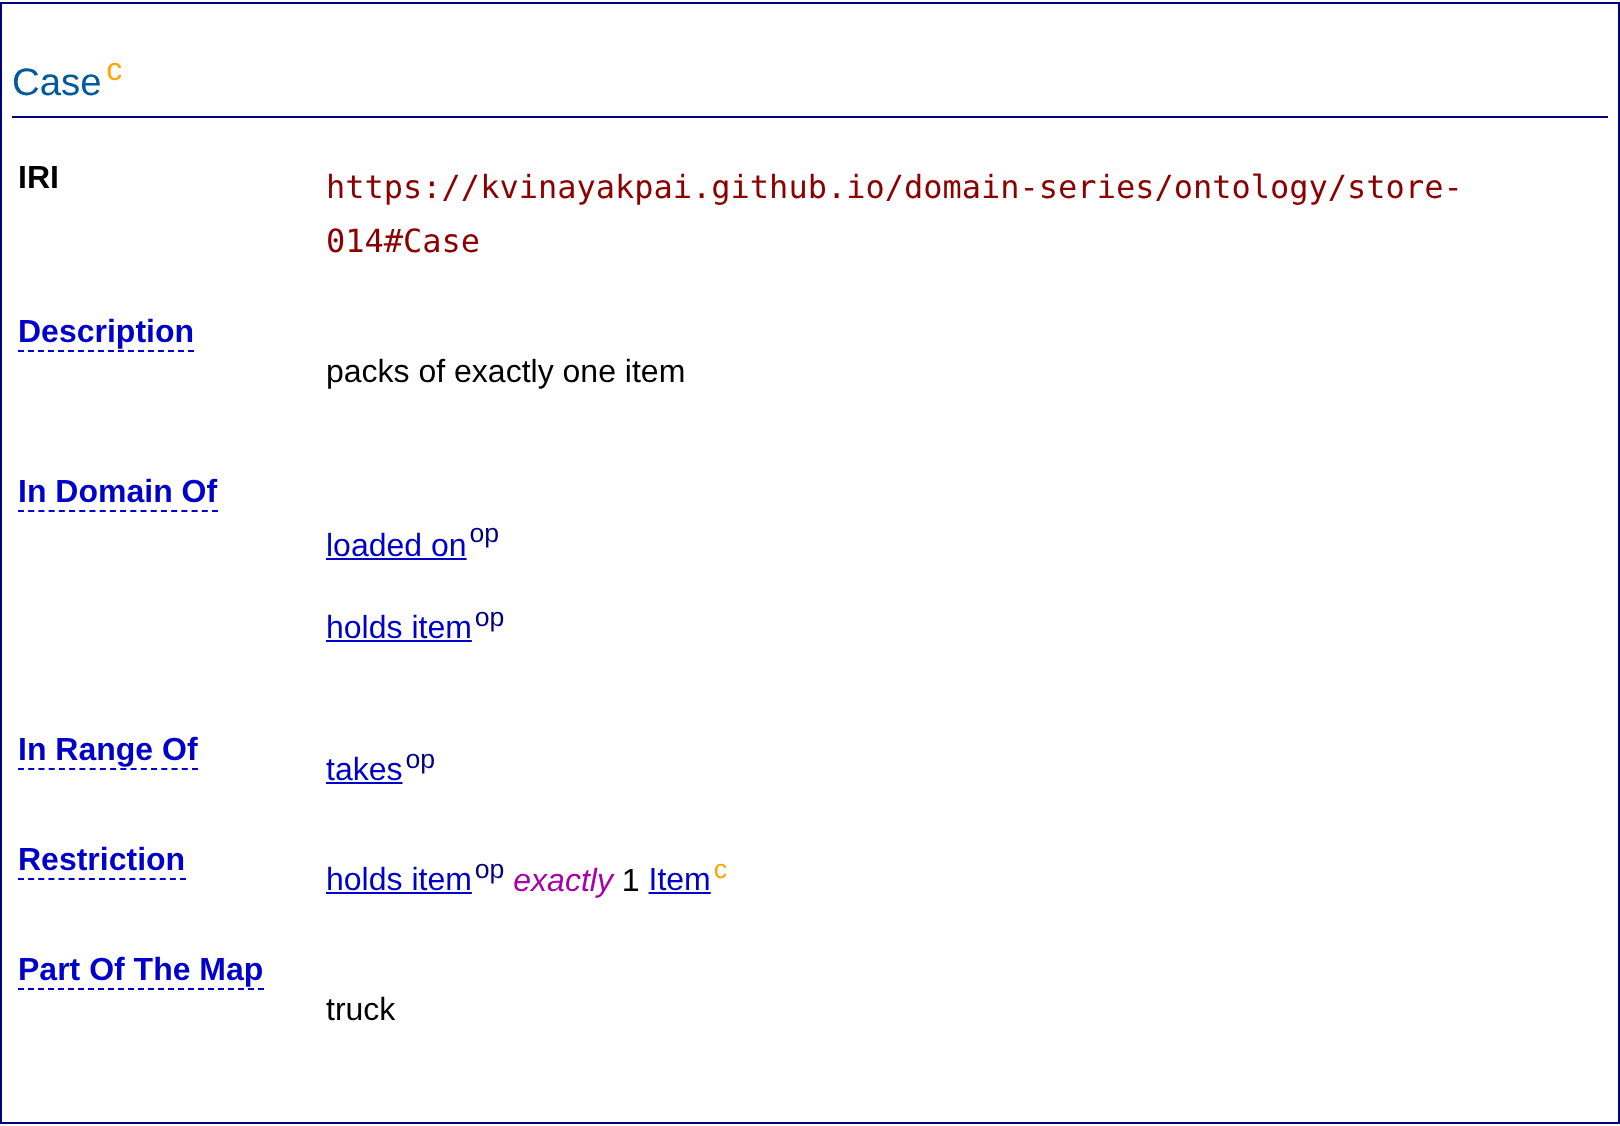 Case c
IRI
https://kvinayakpai.github.io/domain-series/ontology/store-
014#Case
Description
packs of exactly one item
In Domain Of
loaded on op
holds item op
In Range Of
takes op
Restriction
holds item op exactly 1 Item c
Part Of The Map
truck